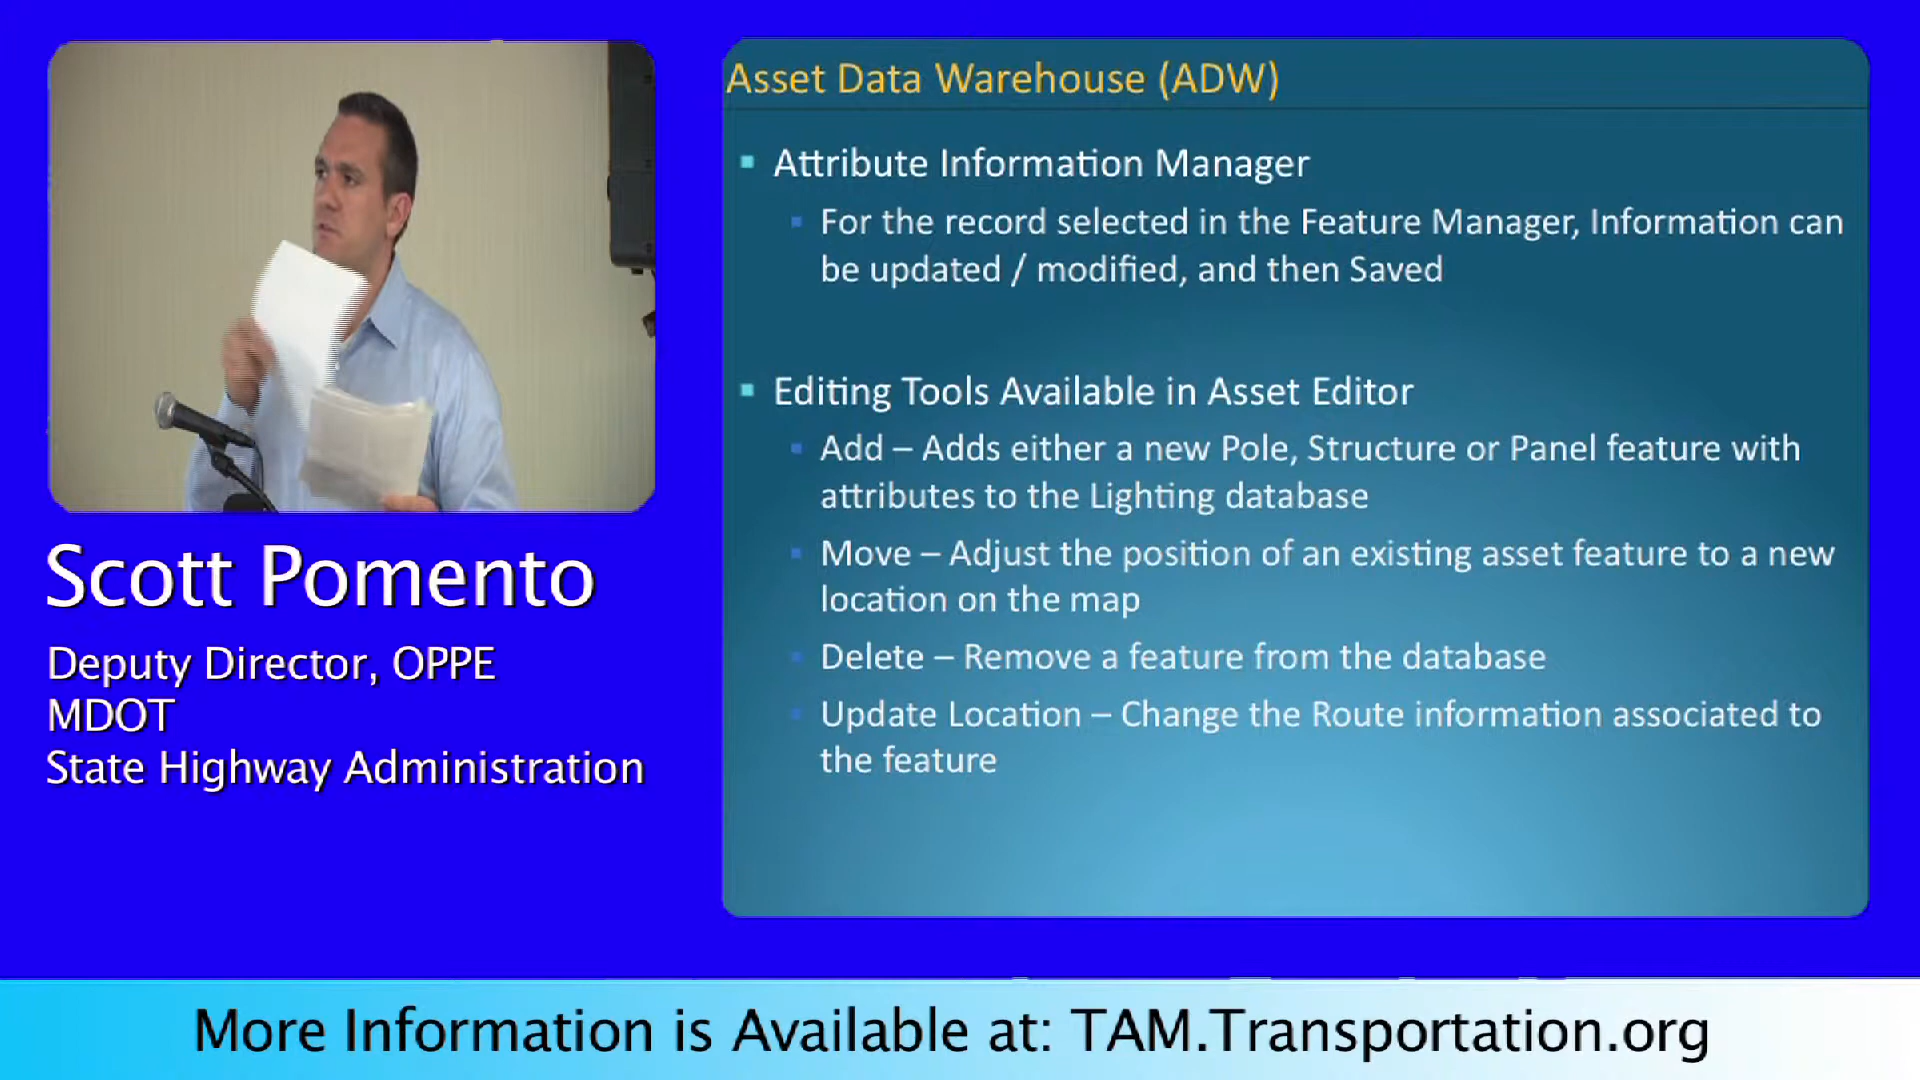 Asset Data Warehouse (ADW)
Attribute Information Manager
For the record selected in the Feature Manager, Information can
be updated / modified, and then Saved
Editing Tools Available in Asset Editor
Add – Adds either a new Pole, Structure or Panel feature with
attributes to the Lighting database
Move – Adjust the position of an existing asset feature to a new
location on the map
Delete – Remove a feature from the database
Update Location – Change the Route information associated to
the feature
Scott Pomento
Deputy Director, OPPE
MDOT
State Highway Administration
More Information is Available at: TAM.Transportation.org